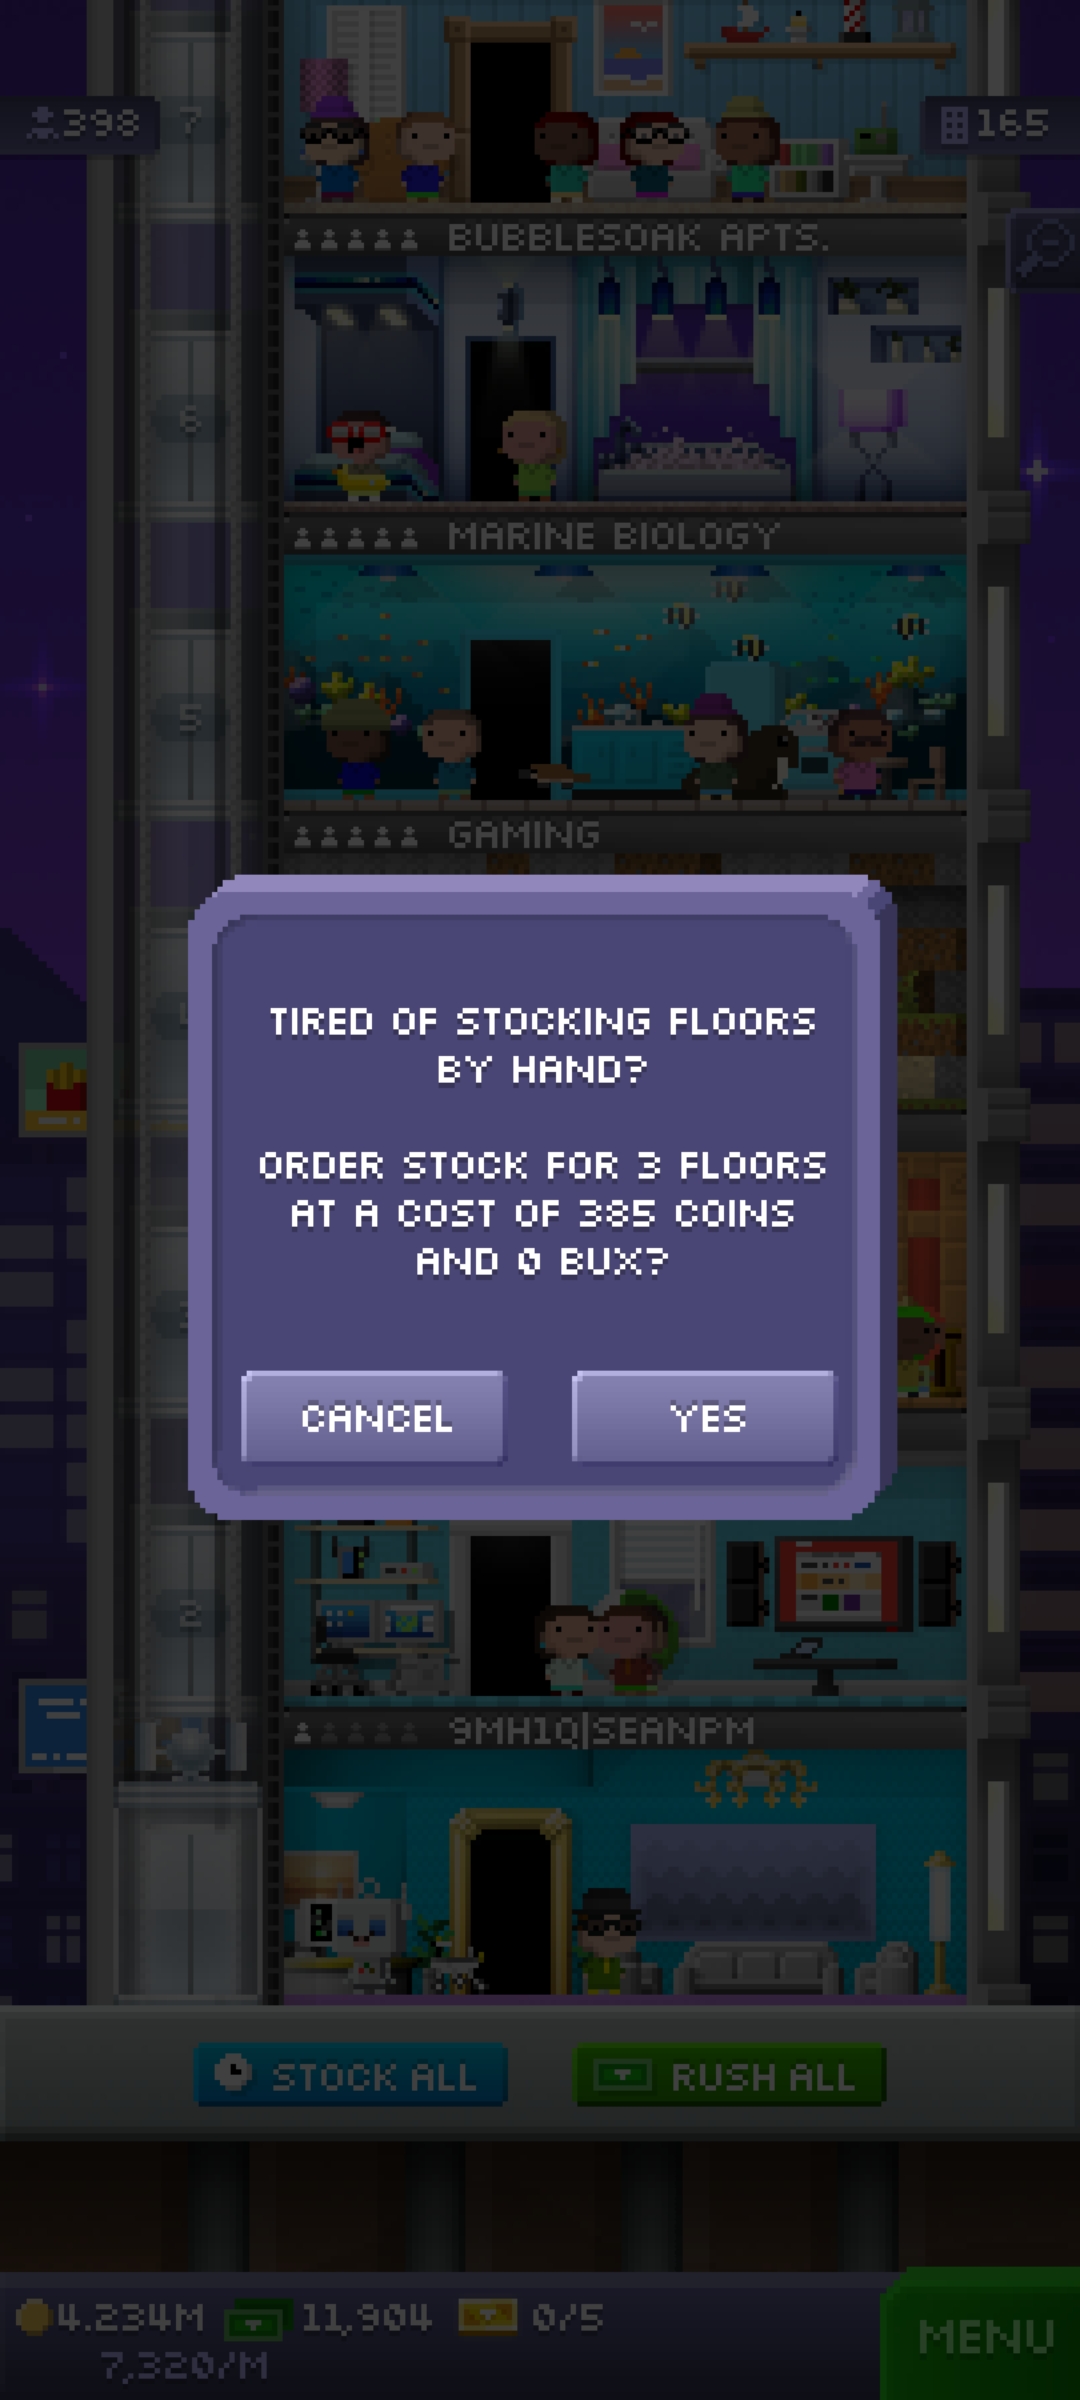 398
7
165
BUBBLESOAK APTS.
6
MARINE BIOLOGY
5
GAMING
TIRED OF STOCKING FLOORS
BY HAND?
ORDER STOCK FOR 3 FLOORS
AT A COST OF 385 COINS
AND 0 BUX?
CANCEL
YES
2
9MH1Q|SEANPM
STOCK ALL
RUSH ALL
4.234M
11,904
0/5
7,320/M
MENU